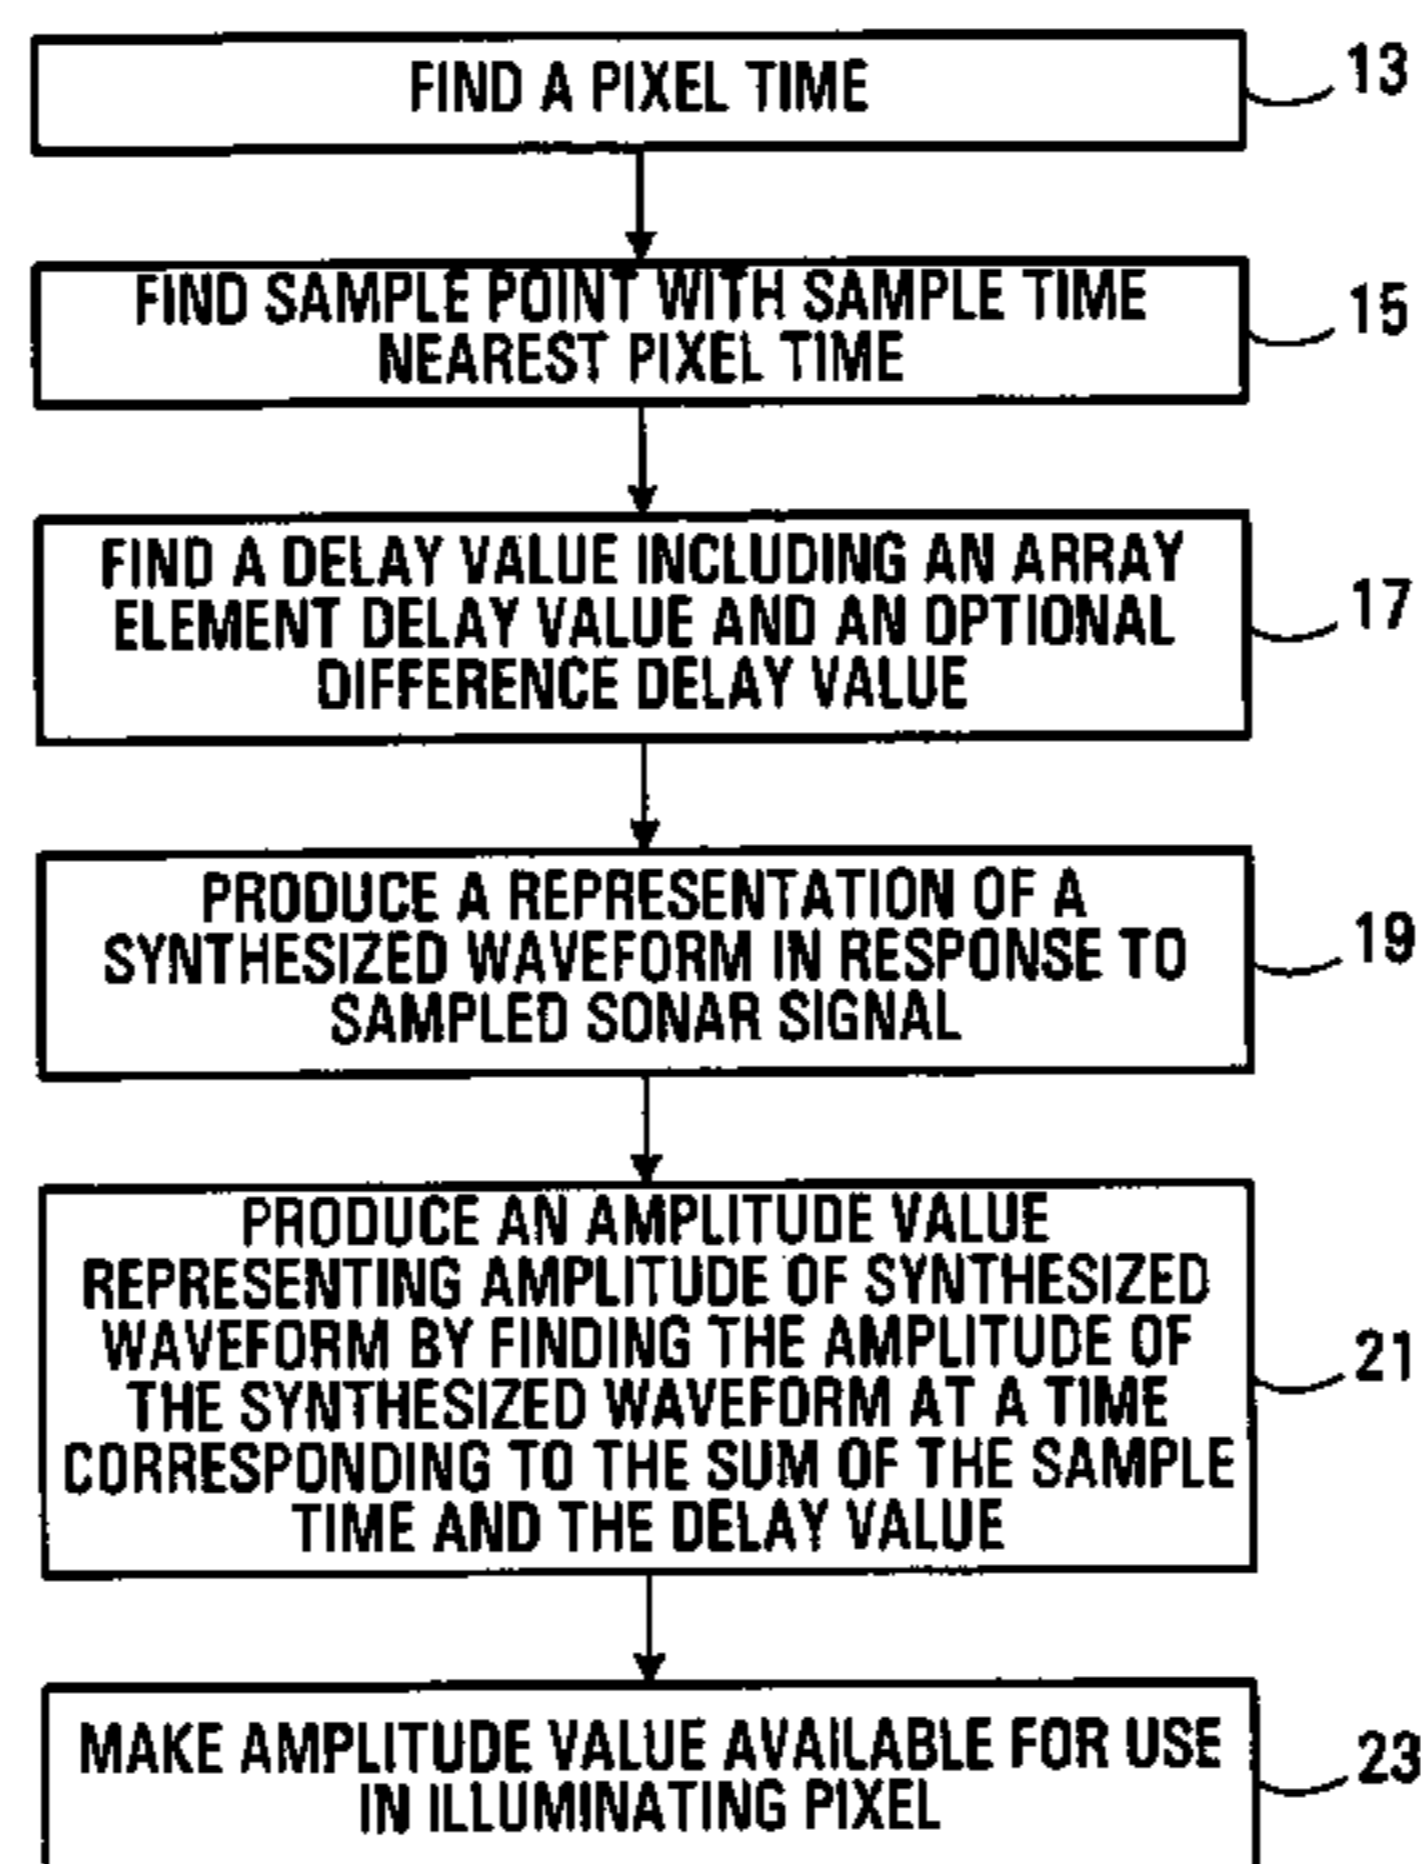 FIND A PIXEL TIME
13
FIND SAMPLE POINT WITH SAMPLE TIME
NEAREST PIXEL TIME
15
FIND A DELAY VALUE INCLUDING AN ARRAY
ELEMENT DELAY VALUE AND AN OPTIONAL
DIFFERENCE DELAY VALUE
17
PRODUCE A REPRESENTATION OF A
SYNTHESIZED WAVEFORM IN RESPONSE TO
SAMPLED SONAR SIGNAL
19
PRODUCE AN AMPLITUDE VALUE
REPRESENTING AMPLITUDE OF SYNTHESIZED
WAVEFORM BY FINDING THE AMPLITUDE OF
THE SYNTHESIZED WAVEFORM AT A TIME
CORRESPONDING TO THE SUM OF THE SAMPLE
TIME AND THE DELAY VALUE
21
MAKE AMPLITUDE VALUE AVAILABLE FOR USE
IN ILLUMINATING PIXEL
23